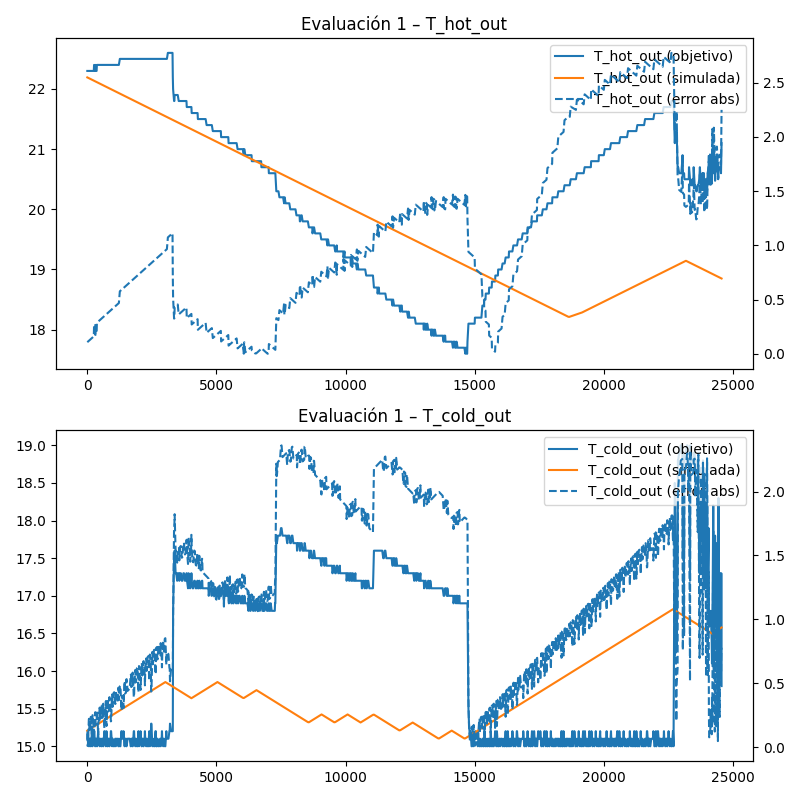 Evaluación 1 – T_hot_out
T_hot_out (objetivo)
T_hot_out (simulada)
T_hot_out (error abs)
22
21
20
19
18
2.5
2.0
1.5
1.0
0.5
0.0
0 5000 10000 15000 20000 25000
Evaluación 1 – T_cold_out
T_cold_out (objetivo)
T_cold_out (simulada)
T_cold_out (error abs)
19.0
18.5
18.0
17.5
17.0
16.5
16.0
15.5
15.0
2.0
1.5
1.0
0.5
0.0
0 5000 10000 15000 20000 25000